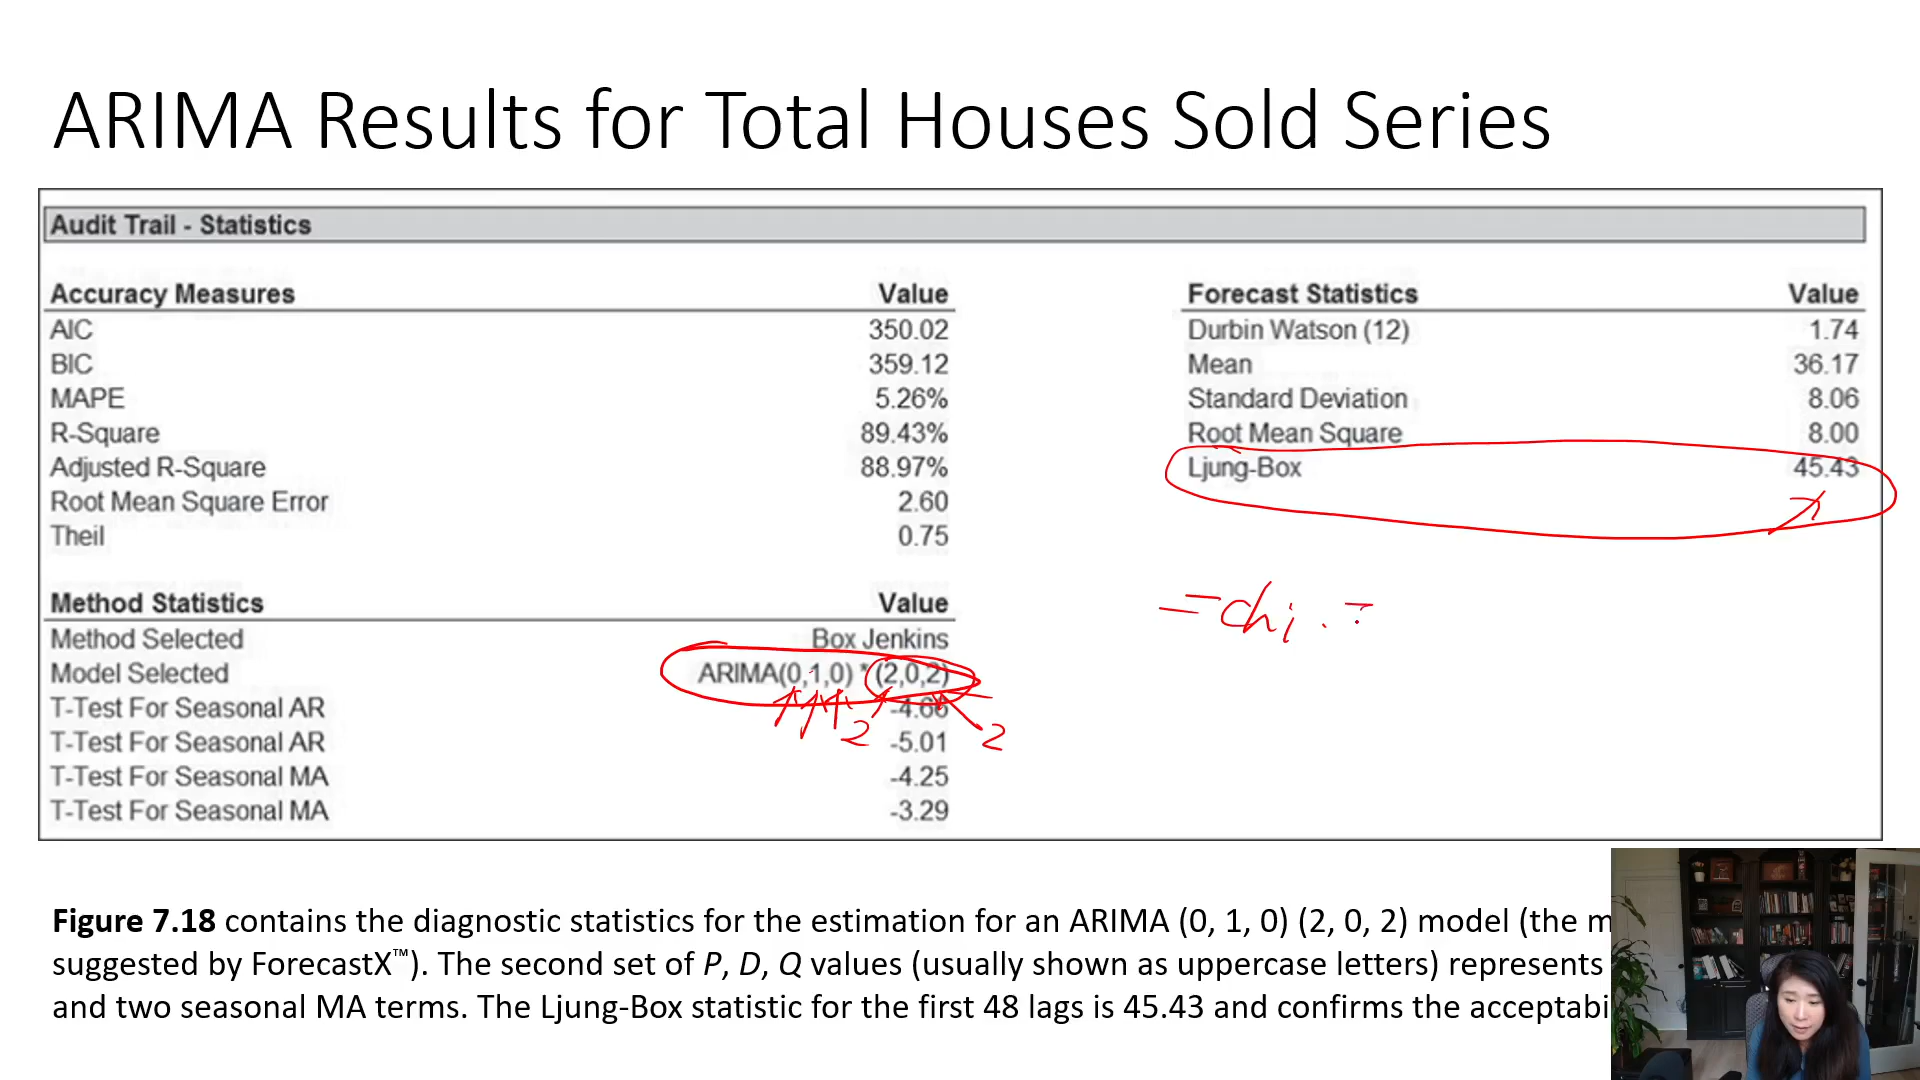 ARIMA Results for Total Houses Sold Series
Audit Trail - Statistics
Accuracy Measures Value
AIC 350.02
BIC 359.12
MAPE 5.26%
R-Square 89.43%
Adjusted R-Square 88.97%
Root Mean Square Error 2.60
Theil 0.75
Forecast Statistics Value
Durbin Watson (12) 1.74
Mean 36.17
Standard Deviation 8.06
Root Mean Square 8.00
Ljung-Box 45.43
=chi.
Method Statistics Value
Method Selected Box Jenkins
Model Selected ARIMA(0,1,0) * (2,0,2)
T-Test For Seasonal AR -4.66
2 2
T-Test For Seasonal AR -5.01
T-Test For Seasonal MA -4.25
T-Test For Seasonal MA -3.29
Figure 7.18 contains the diagnostic statistics for the estimation for an ARIMA (0, 1, 0) (2, 0, 2) model (the m
suggested by ForecastX™). The second set of P, D, Q values (usually shown as uppercase letters) represents
and two seasonal MA terms. The Ljung-Box statistic for the first 48 lags is 45.43 and confirms the acceptabi